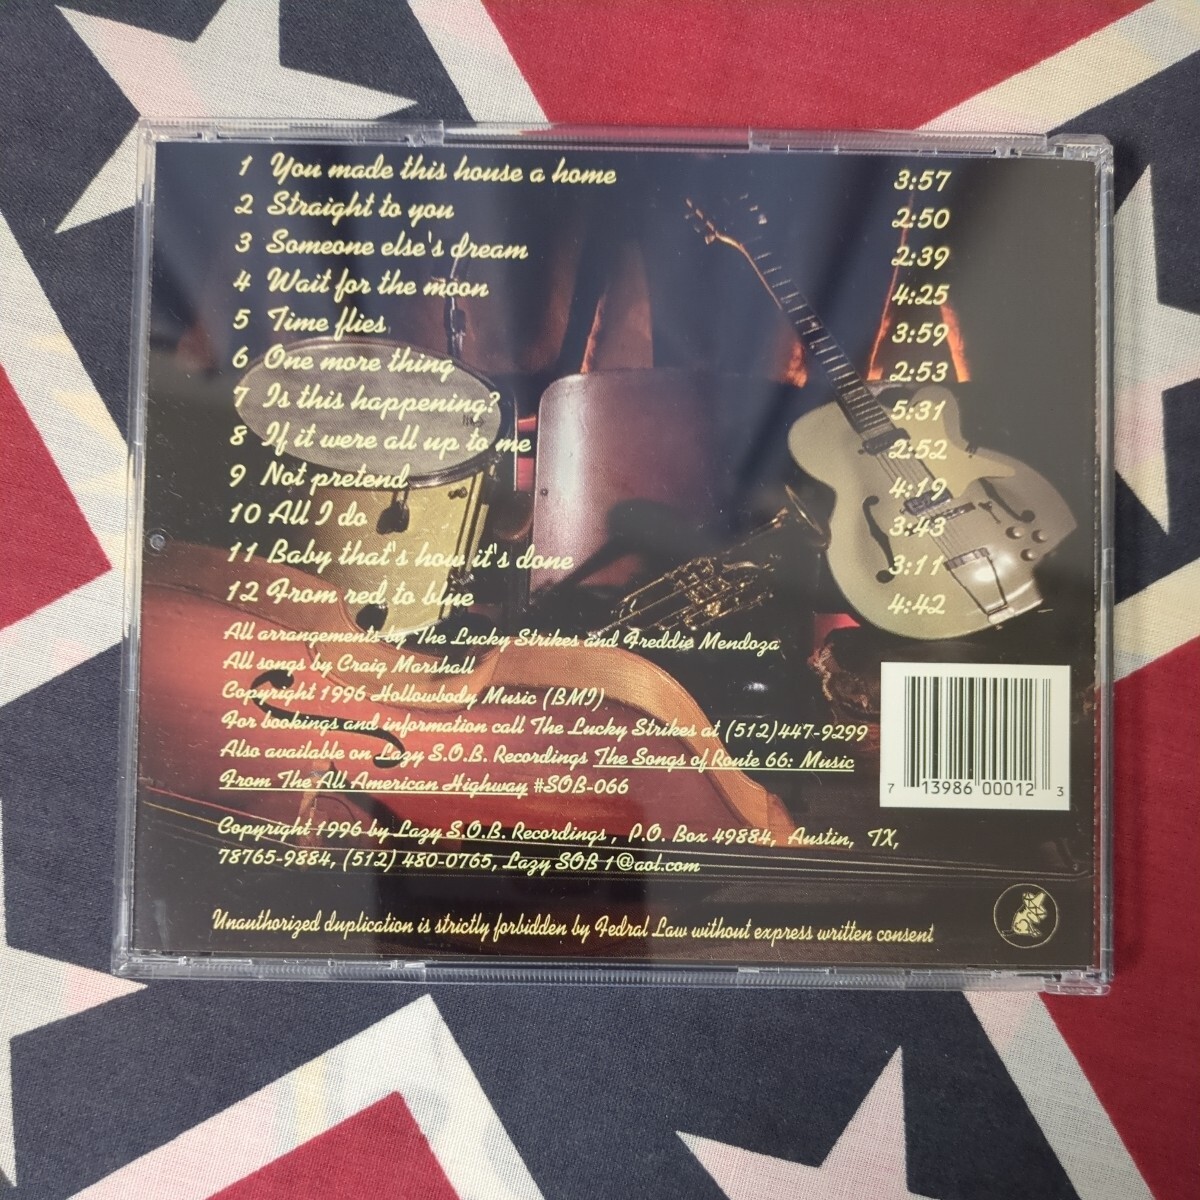 1 You made this house a home 3:57
2 Straight to you 2:50
3 Someone else's dream 2:39
4 Wait for the moon 4:25
5 Time flies 3:59
6 One more thing 2:53
7 Is this happening? 5:31
8 If it were all up to me 2:52
9 Not pretend 4:19
10 All I do 3:43
11 Baby that's how it's done 3:11
12 From red to blue 4:42
All arrangements by The Lucky Strikes and Freddie Mendoza
All songs by Craig Marshall
Copyright 1996 Hollowbody Music (BMI)
For bookings and information call The Lucky Strikes at (512)447-9299
Also available on Lazy S.O.B. Recordings The Songs of Route 66: Music
From The All American Highway #SOB-066
7 13986 00012 3
Copyright 1996 by Lazy S.O.B. Recordings , P.O. Box 49884, Austin, TX,
78765-9884, (512) 480-0765, Lazy SOB 1@aol.com
Unauthorized duplication is strictly forbidden by Fedral Law without express written consent